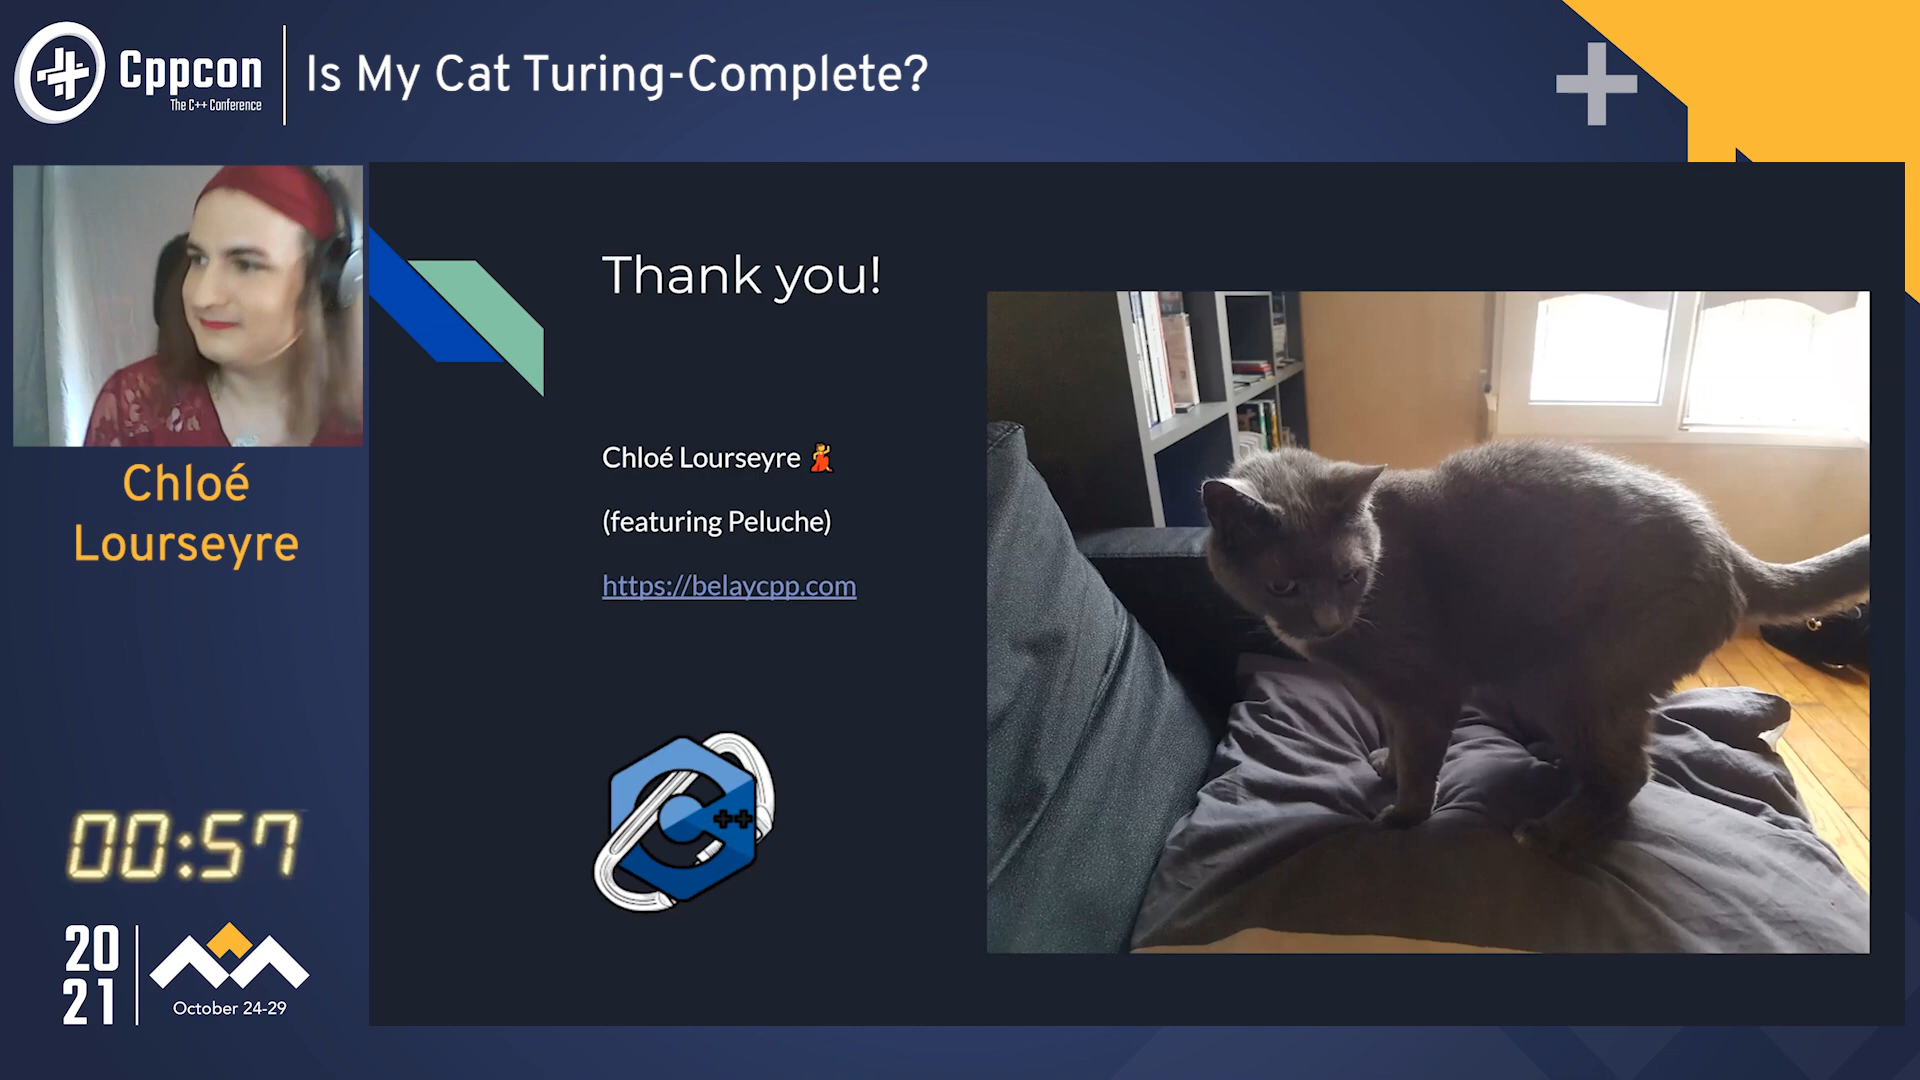 Cppcon
The C++ Conference
Is My Cat Turing-Complete?
Chloé
Lourseyre
Thank you!
Chloé Lourseyre 💃
(featuring Peluche)
https://belaycpp.com
C++
00:57
20
21
October 24-29